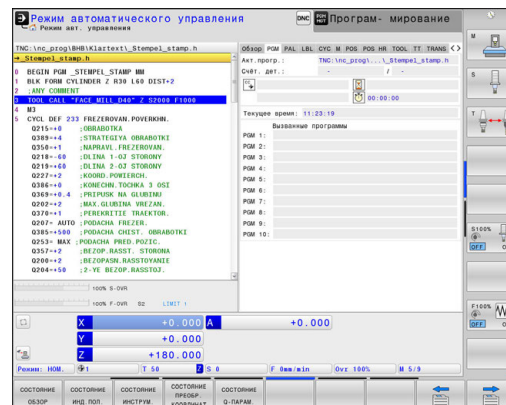 Режим автоматического управления
Режим авт. управления
DNC
Програм- мирование
TNC:\nc_prog\BHB\Klartext\_Stempel_stamp.h
_Stempel_stamp.h
0 BEGIN PGM _STEMPEL_STAMP MM
1 BLK FORM CYLINDER Z R30 L60 DIST+2
2 ;ANY COMMENT
3 TOOL CALL "FACE_MILL_D40" Z S2000 F1000
4 M3
5 CYCL DEF 233 FREZEROVAN.POVERKHN.
Q215=+0 ;OBRABOTKA
Q389=+4 ;STRATEGIYA OBRABOTKI
Q350=+1 ;NAPRAVL.FREZEROVAN.
Q218=-60 ;DLINA 1-OJ STORONY
Q219=+60 ;DLINA 2-OJ STORONY
Q227=+2 ;KOORD.POWIERCH.
Q386=+0 ;KONECHN.TOCHKA 3 OSI
Q369=+0.4 ;PRIPUSK NA GLUBINU
Q202=+2 ;MAX.GLUBINA VREZAN.
Q370=+1 ;PEREKRITIE TRAEKTOR.
Q207= AUTO ;PODACHA FREZER.
Q385=+500 ;PODACHA CHIST. OBRABOTKI
Q253= MAX ;PODACHA PRED.POZIC.
Q357=+2 ;BEZOP.RASST. STORONA
Q200=+2 ;BEZOPASN.RASSTOYANIE
Q204=+50 ;2-YE BEZOP.RASSTOJ.
100% S-OVR
100% F-OVR S2 LIMIT 1
Обзор PGM PAL LBL CYC M POS POS HR TOOL TT TRANS
Акт.прогр.: TNC:\nc_prog\...\_Stempel_stamp.h
Счёт. дет.: - / -
00:00:00
Текущее время: 11:23:19
Вызванные программы
PGM 1:
PGM 2:
PGM 3:
PGM 4:
PGM 5:
PGM 6:
PGM 7:
PGM 8:
PGM 9:
PGM 10:
X +0.000 A +0.000
Y +0.000
Z +180.000
Режим: НОМ. 1 T 50 Z S 0 F 0mm/min Ovr 100% M 5/9
СОСТОЯНИЕ ОБЗОР
СОСТОЯНИЕ ИНД.ПОЛ.
СОСТОЯНИЕ ИНСТРУМ.
СОСТОЯНИЕ ПРЕОБР. КООРДИНАТ
СОСТОЯНИЕ Q-ПАРАМ.
M
S
T
S100%
OFF
F100%
OFF